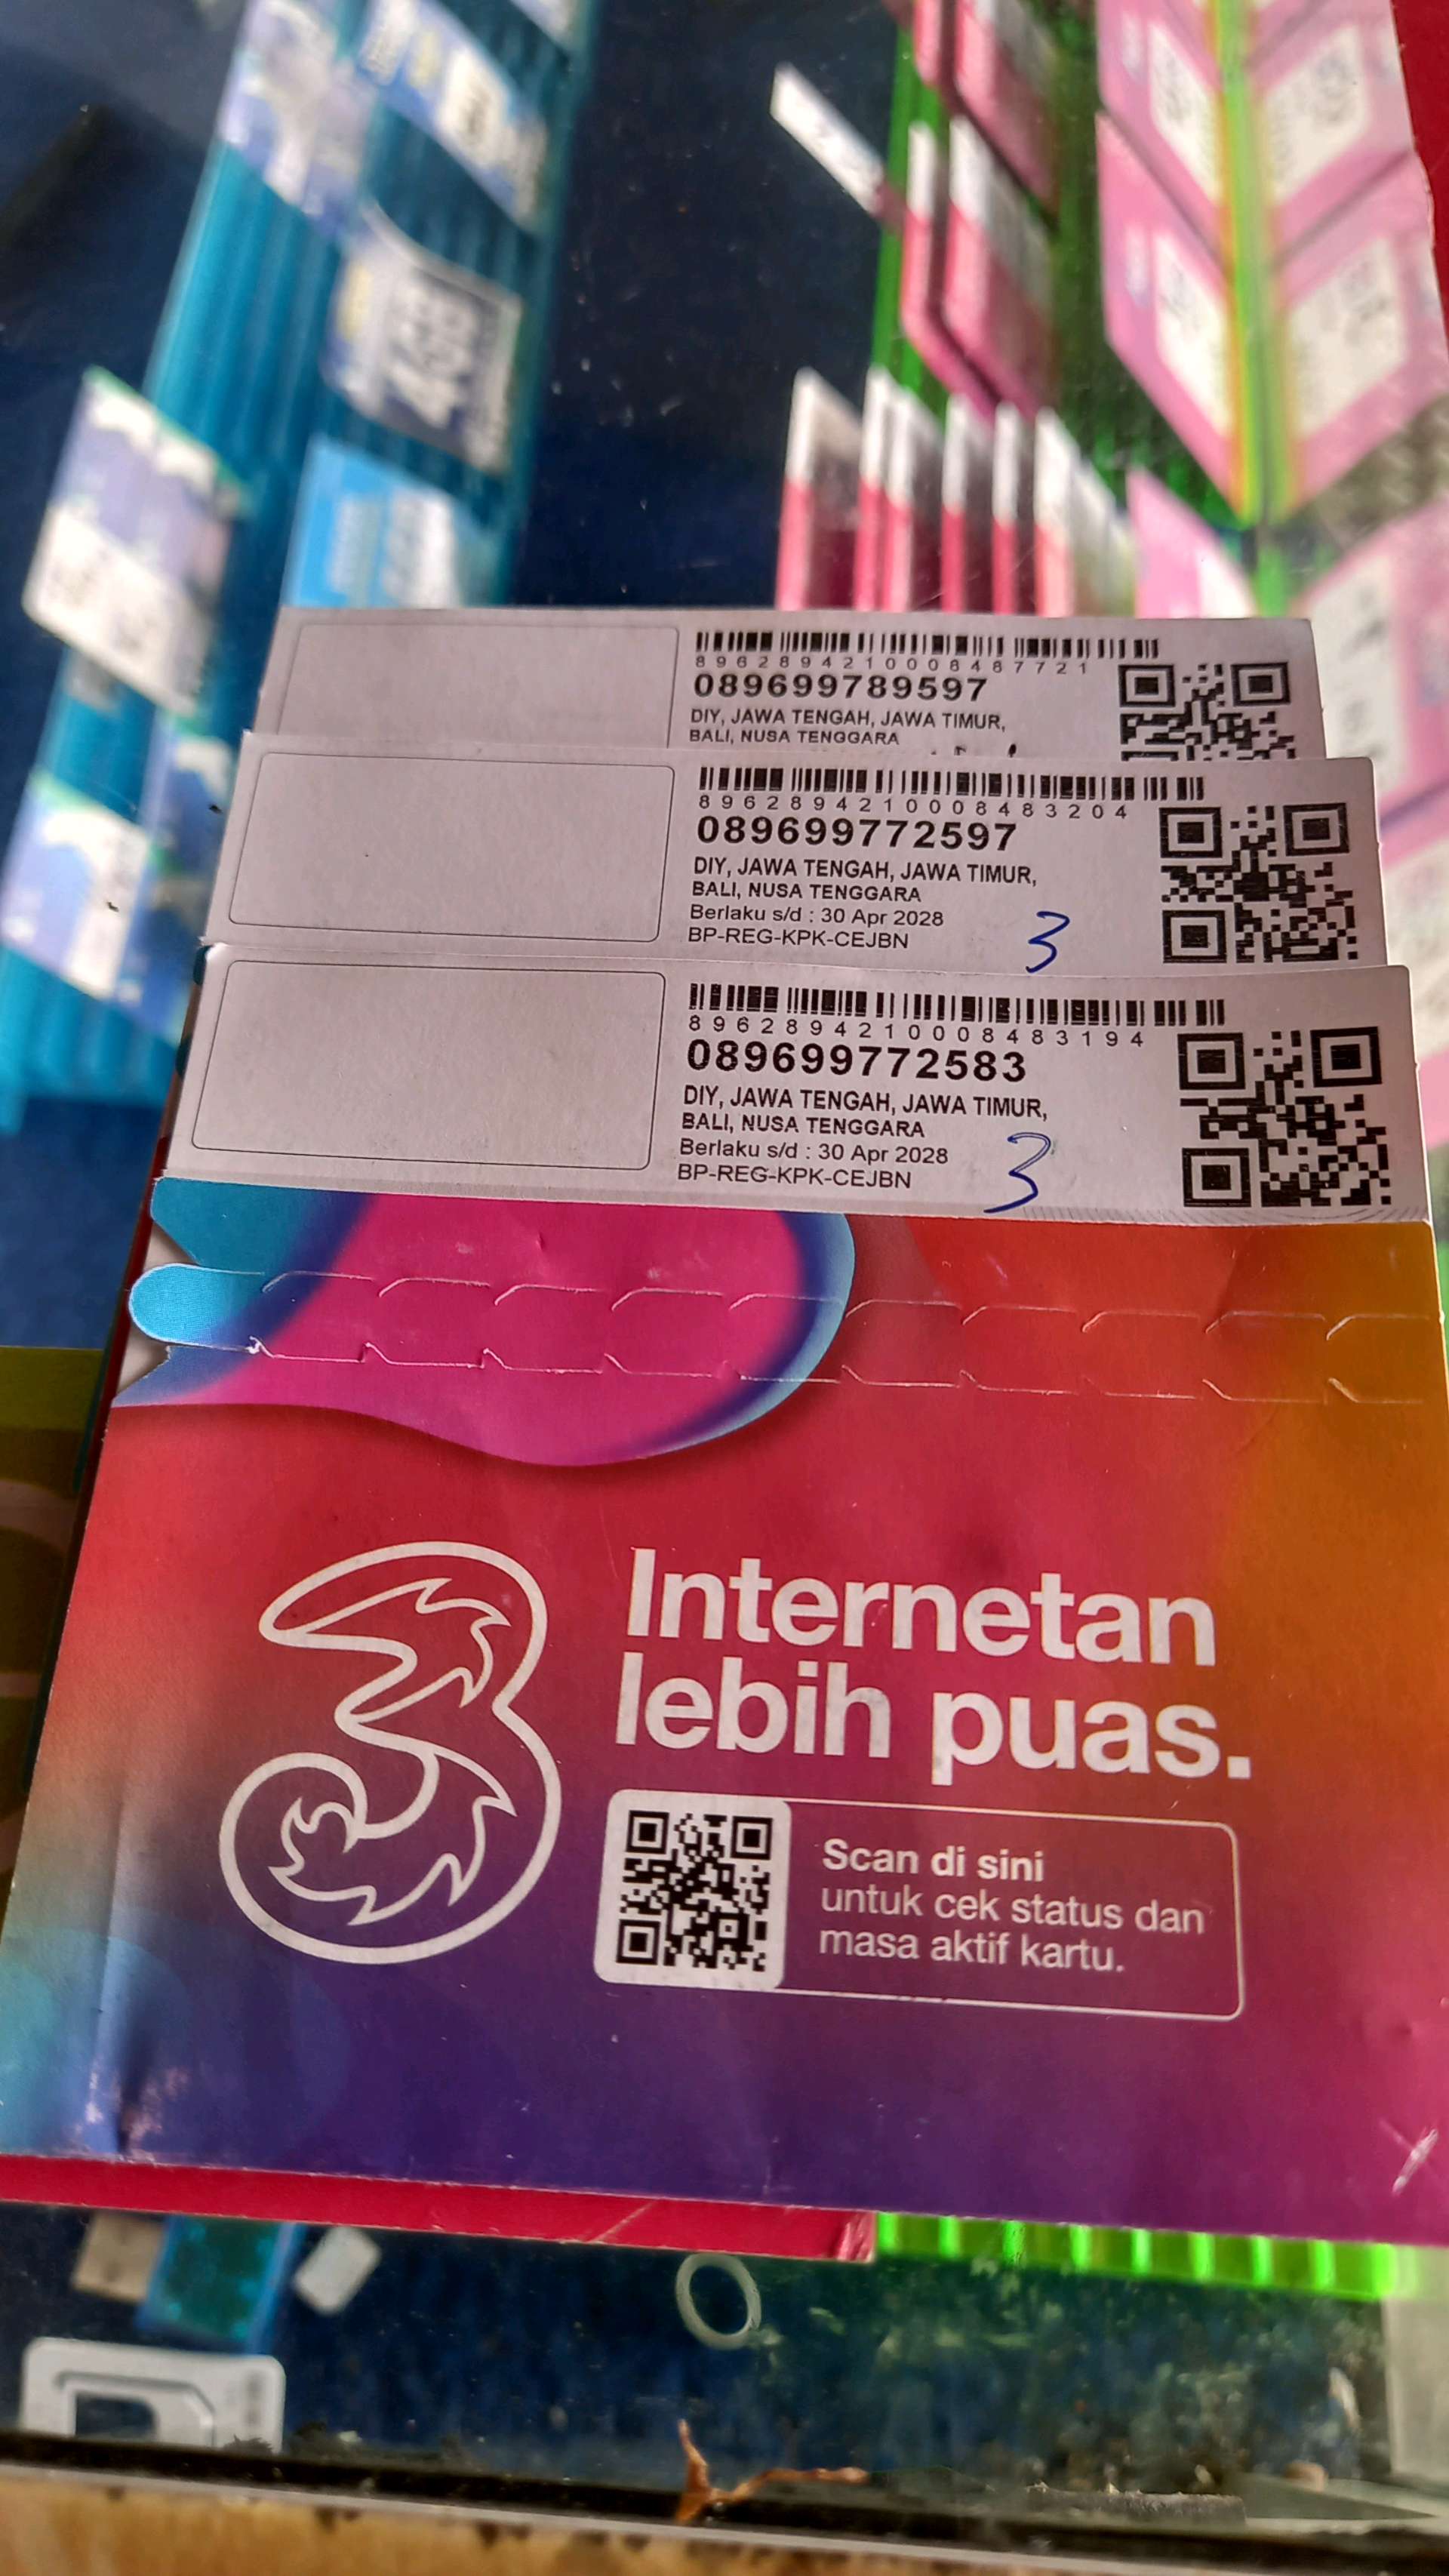 8962894210008487721
089699789597
DIY, JAWA TENGAH, JAWA TIMUR,
BALI, NUSA TENGGARA
8962894210008483204
089699772597
DIY, JAWA TENGAH, JAWA TIMUR,
BALI, NUSA TENGGARA
Berlaku s/d : 30 Apr 2028
BP-REG-KPK-CEJBN
3
8962894210008483194
089699772583
DIY, JAWA TENGAH, JAWA TIMUR,
BALI, NUSA TENGGARA
Berlaku s/d : 30 Apr 2028
BP-REG-KPK-CEJBN
3
3
Internetan
lebih puas.
Scan di sini
untuk cek status dan
masa aktif kartu.